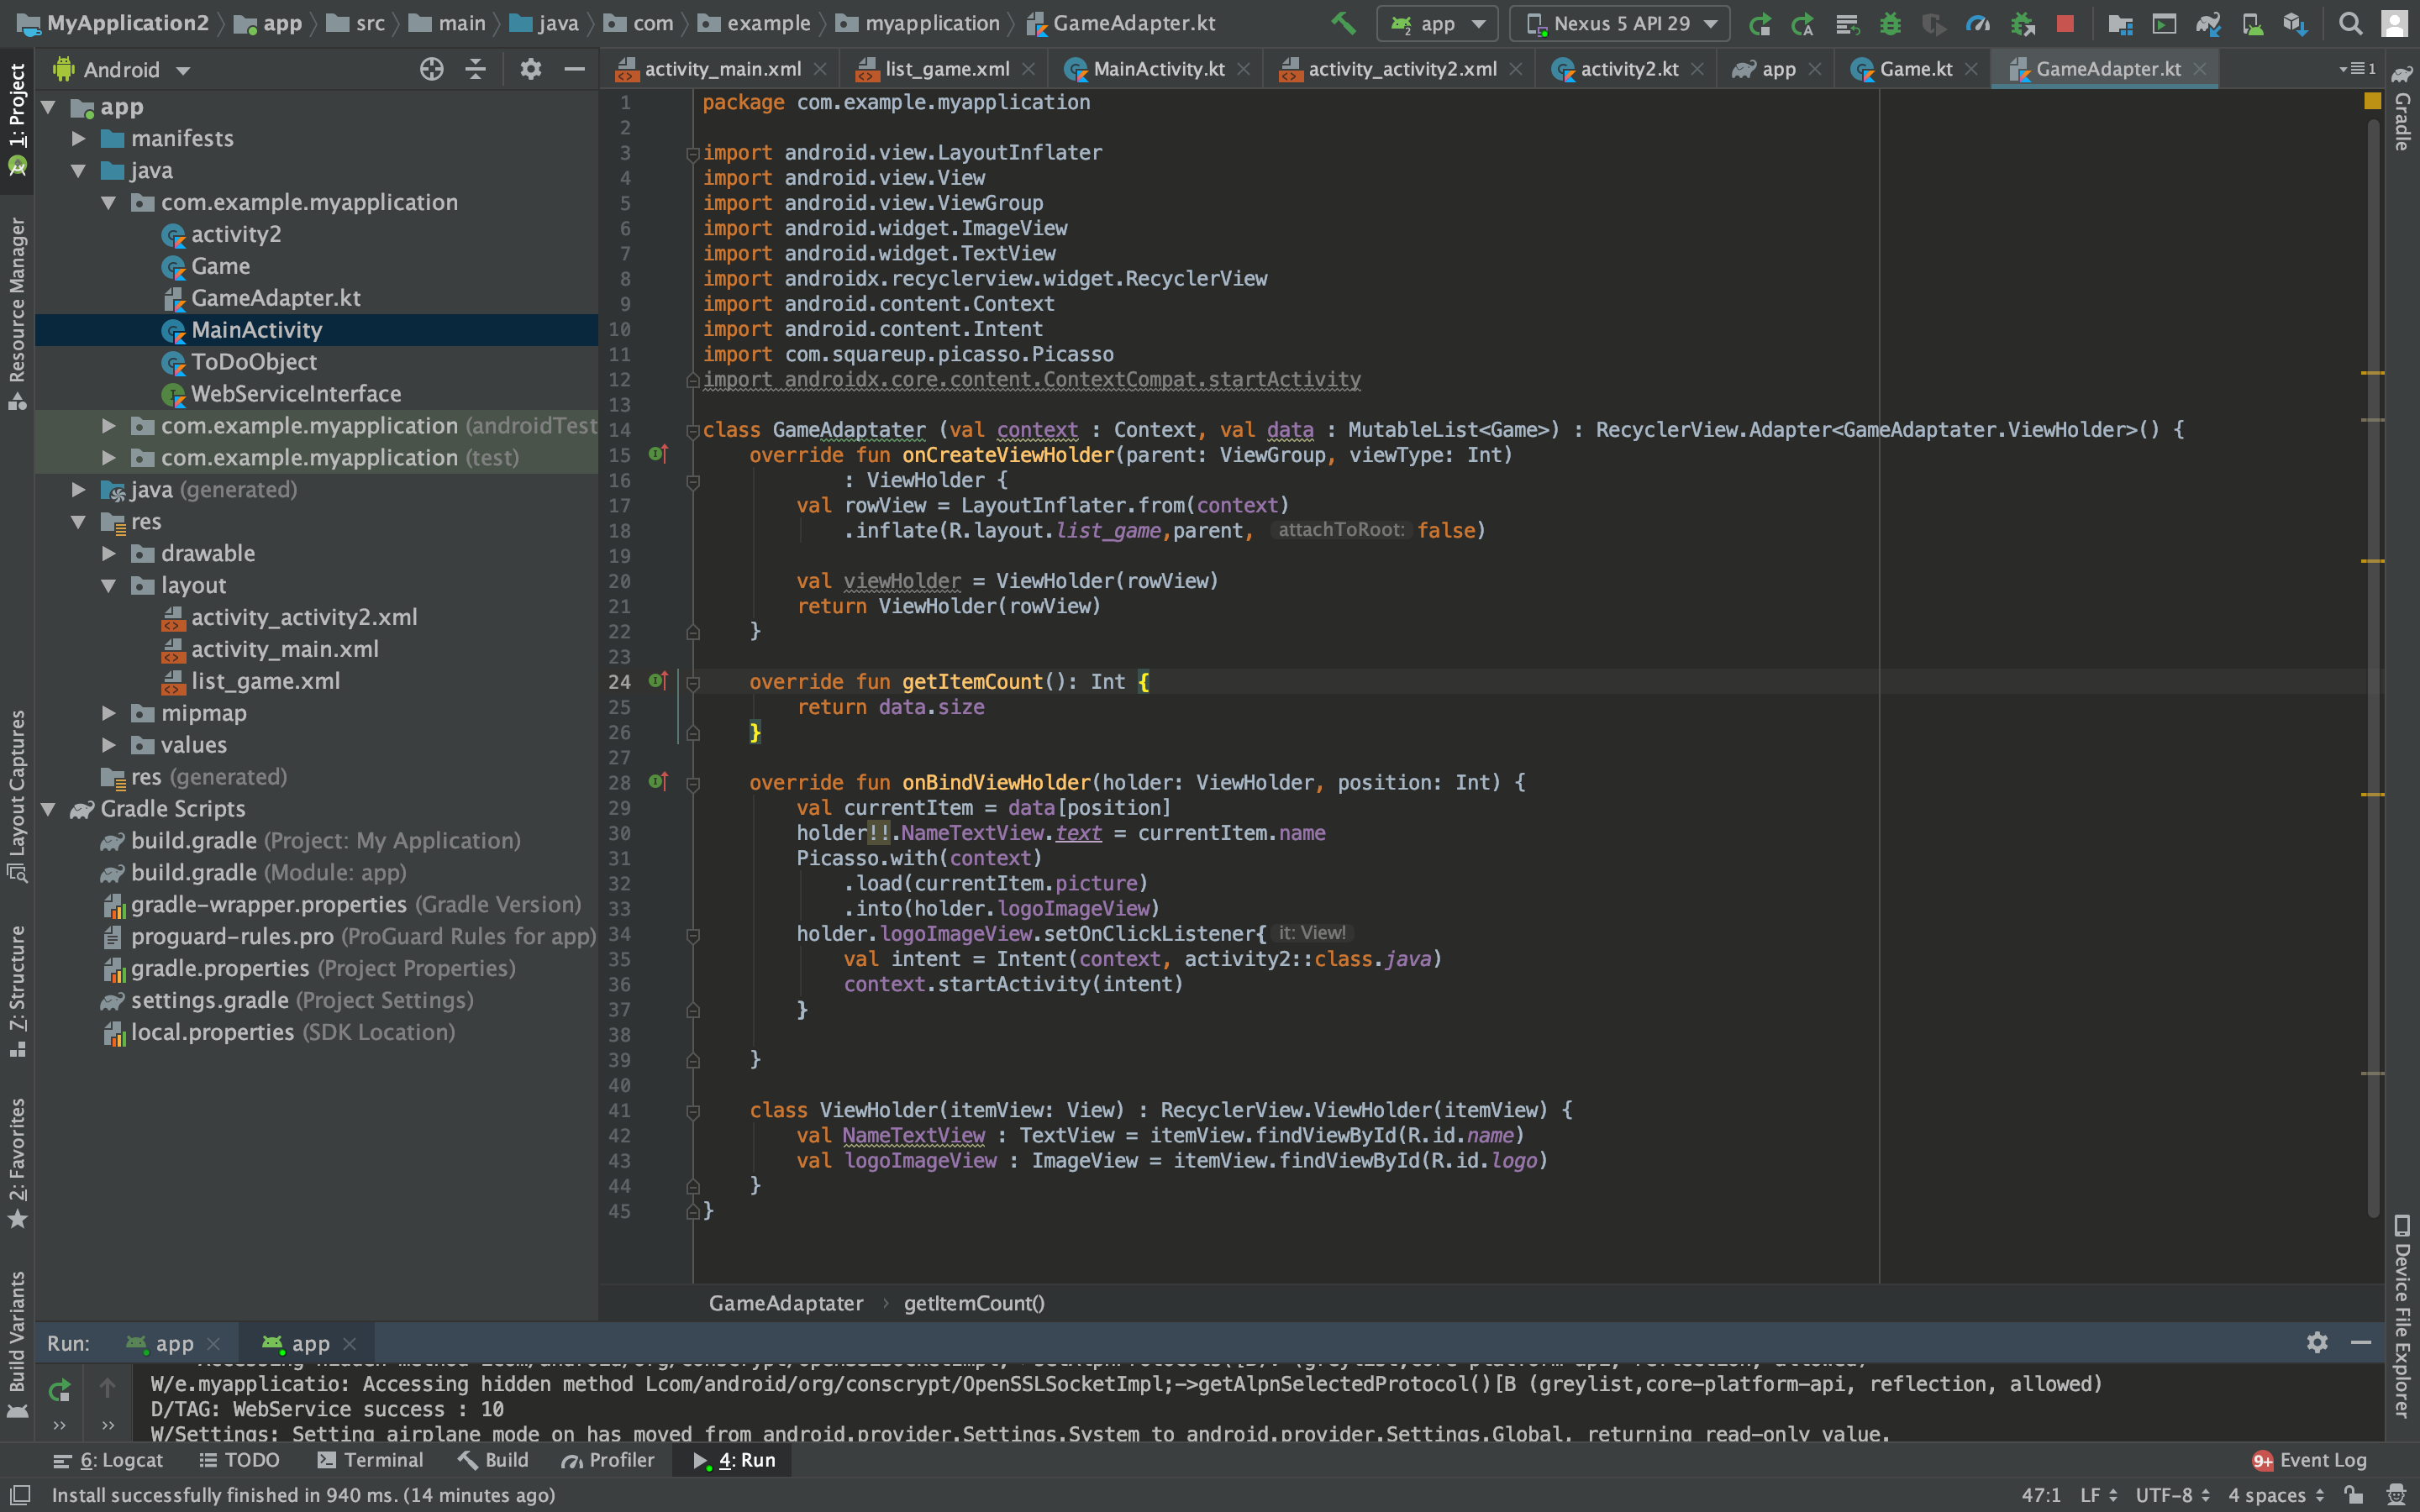 MyApplication2 app src main java com example myapplication GameAdapter.kt app Nexus 5 API 29
Android
activity_main.xml list_game.xml MainActivity.kt activity_activity2.xml activity2.kt app Game.kt GameAdapter.kt 1
1: Project
Resource Manager
Layout Captures
Z: Structure
2: Favorites
Build Variants
app
manifests
java
com.example.myapplication
activity2
Game
GameAdapter.kt
MainActivity
ToDoObject
WebServiceInterface
com.example.myapplication (androidTest
com.example.myapplication (test)
java (generated)
res
drawable
layout
activity_activity2.xml
activity_main.xml
list_game.xml
mipmap
values
res (generated)
Gradle Scripts
build.gradle (Project: My Application)
build.gradle (Module: app)
gradle-wrapper.properties (Gradle Version)
proguard-rules.pro (ProGuard Rules for app)
gradle.properties (Project Properties)
settings.gradle (Project Settings)
local.properties (SDK Location)
1 package com.example.myapplication
2
3 import android.view.LayoutInflater
4 import android.view.View
5 import android.view.ViewGroup
6 import android.widget.ImageView
7 import android.widget.TextView
8 import androidx.recyclerview.widget.RecyclerView
9 import android.content.Context
10 import android.content.Intent
11 import com.squareup.picasso.Picasso
12 import androidx.core.content.ContextCompat.startActivity
13
14 class GameAdaptater (val context : Context, val data : MutableList<Game>) : RecyclerView.Adapter<GameAdaptater.ViewHolder>() {
15 override fun onCreateViewHolder(parent: ViewGroup, viewType: Int)
16 : ViewHolder {
17 val rowView = LayoutInflater.from(context)
18 .inflate(R.layout.list_game,parent, attachToRoot: false)
19
20 val viewHolder = ViewHolder(rowView)
21 return ViewHolder(rowView)
22 }
23
24 override fun getItemCount(): Int {
25 return data.size
26 }
27
28 override fun onBindViewHolder(holder: ViewHolder, position: Int) {
29 val currentItem = data[position]
30 holder!!.NameTextView.text = currentItem.name
31 Picasso.with(context)
32 .load(currentItem.picture)
33 .into(holder.logoImageView)
34 holder.logoImageView.setOnClickListener{ it: View!
35 val intent = Intent(context, activity2::class.java)
36 context.startActivity(intent)
37 }
38
39 }
40
41 class ViewHolder(itemView: View) : RecyclerView.ViewHolder(itemView) {
42 val NameTextView : TextView = itemView.findViewById(R.id.name)
43 val logoImageView : ImageView = itemView.findViewById(R.id.logo)
44 }
45 }
GameAdaptater getItemCount()
Gradle
Device File Explorer
Run: app app
W/e.myapplicatio: Accessing hidden method Lcom/android/org/conscrypt/OpenSSLSocketImpl;->getAlpnSelectedProtocol()[B (greylist,core-platform-api, reflection, allowed)
D/TAG: WebService success : 10
W/Settings: Setting airplane_mode_on has moved from android.provider.Settings.System to android.provider.Settings.Global, returning read-only value.
6: Logcat TODO Terminal Build Profiler 4: Run 9+ Event Log
Install successfully finished in 940 ms. (14 minutes ago) 47:1 LF UTF-8 4 spaces